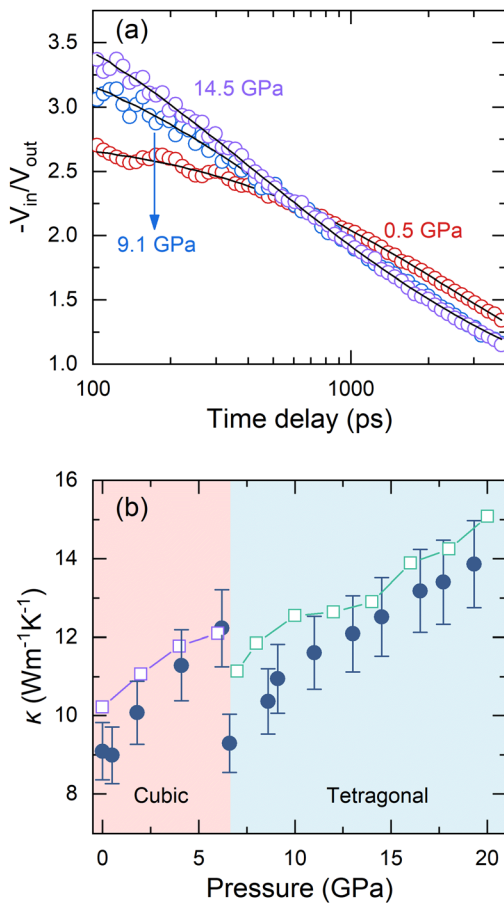 (a)
3.5
3.0
2.5
2.0
1.5
1.0
-Vin/Vout
14.5 GPa
9.1 GPa
0.5 GPa
100
1000
Time delay (ps)
(b)
16
14
12
10
8
κ (Wm⁻¹K⁻¹)
Cubic
Tetragonal
0
5
10
15
20
Pressure (GPa)